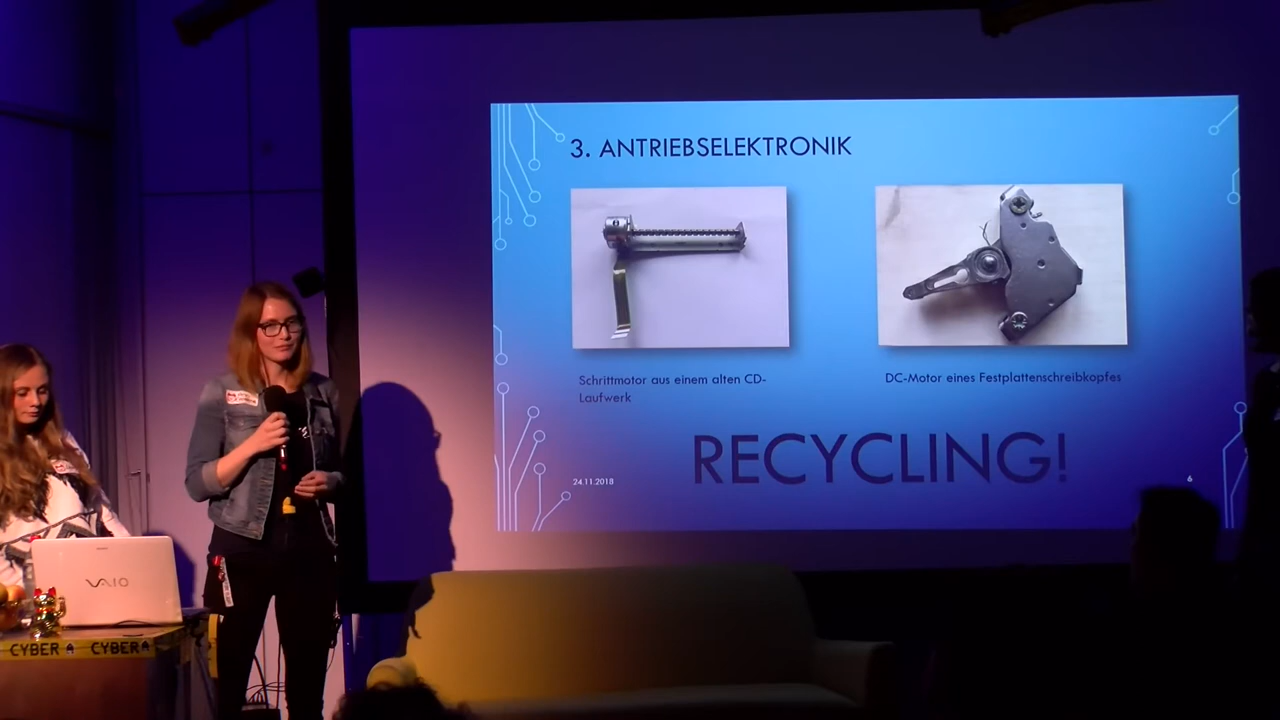 3. ANTRIEBSELEKTRONIK
Schrittmotor aus einem alten CD-
Laufwerk
DC-Motor eines Festplattenschreibkopfes
RECYCLING!
24.11.2018
6
VAIO
CYBER CYBER